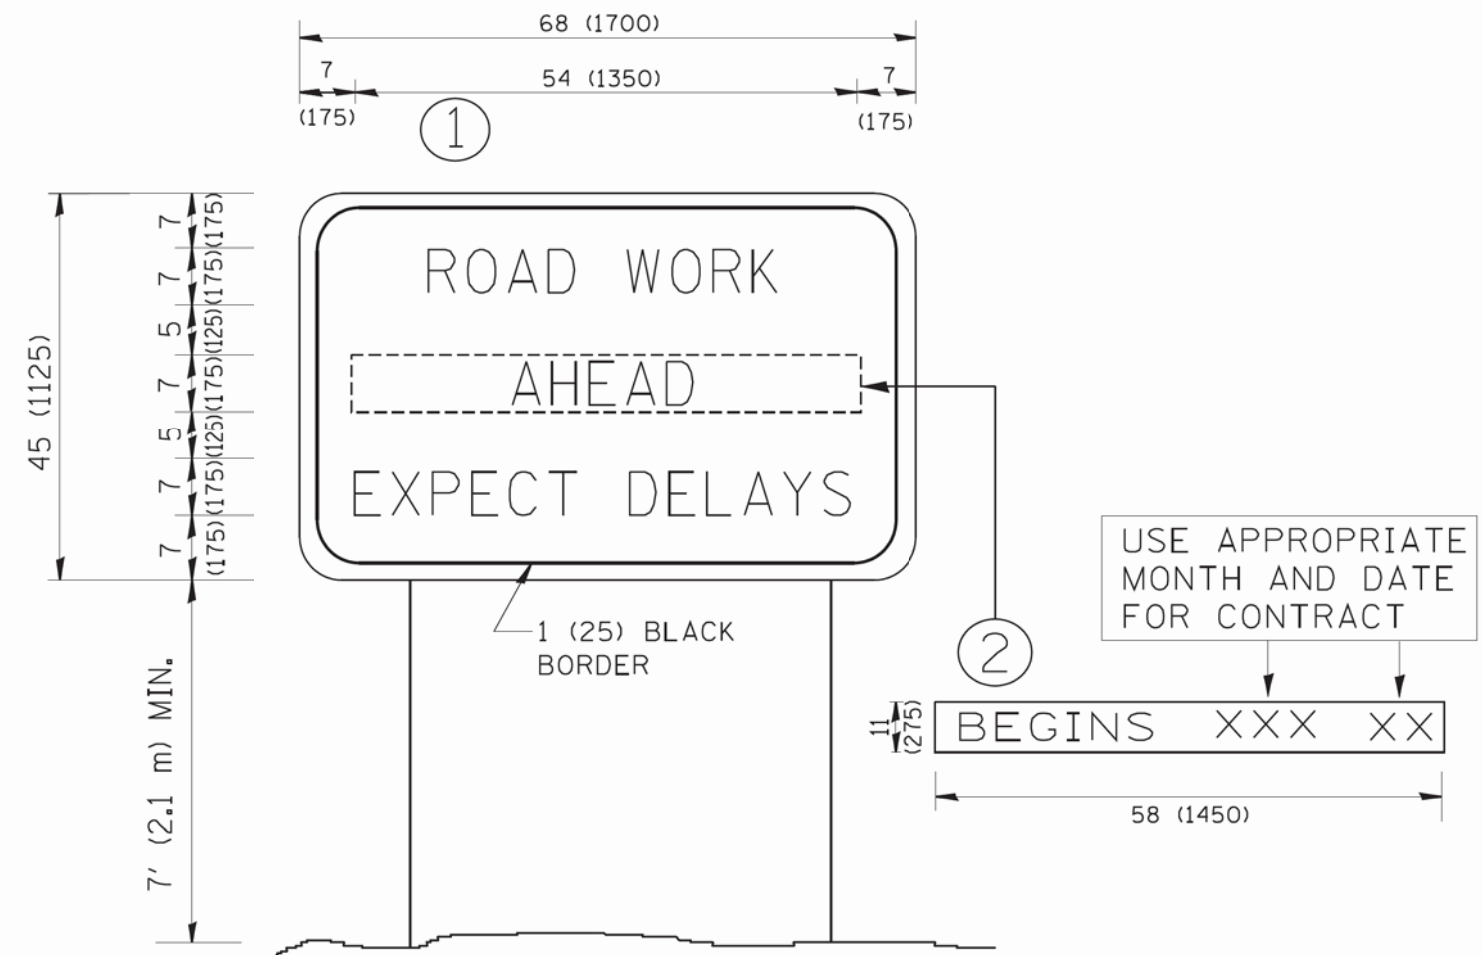 68 (1700)
7
54 (1350)
7
(175)
(175)
1
7
(175)
7
(175)
5
(125)
7
(175)
5
(125)
7
(175)
7
(175)
45 (1125)
ROAD WORK
AHEAD
EXPECT DELAYS
1 (25) BLACK
BORDER
7' (2.1 m) MIN.
2
USE APPROPRIATE
MONTH AND DATE
FOR CONTRACT
11
(275)
BEGINS XXX XX
58 (1450)